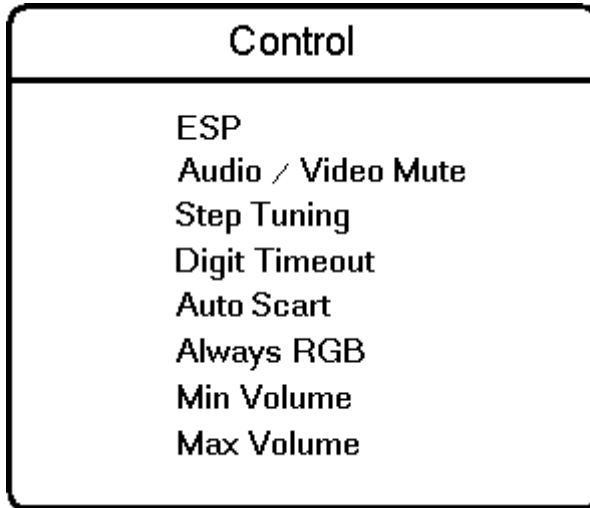 Control
ESP
Audio / Video Mute
Step Tuning
Digit Timeout
Auto Scart
Always RGB
Min Volume
Max Volume